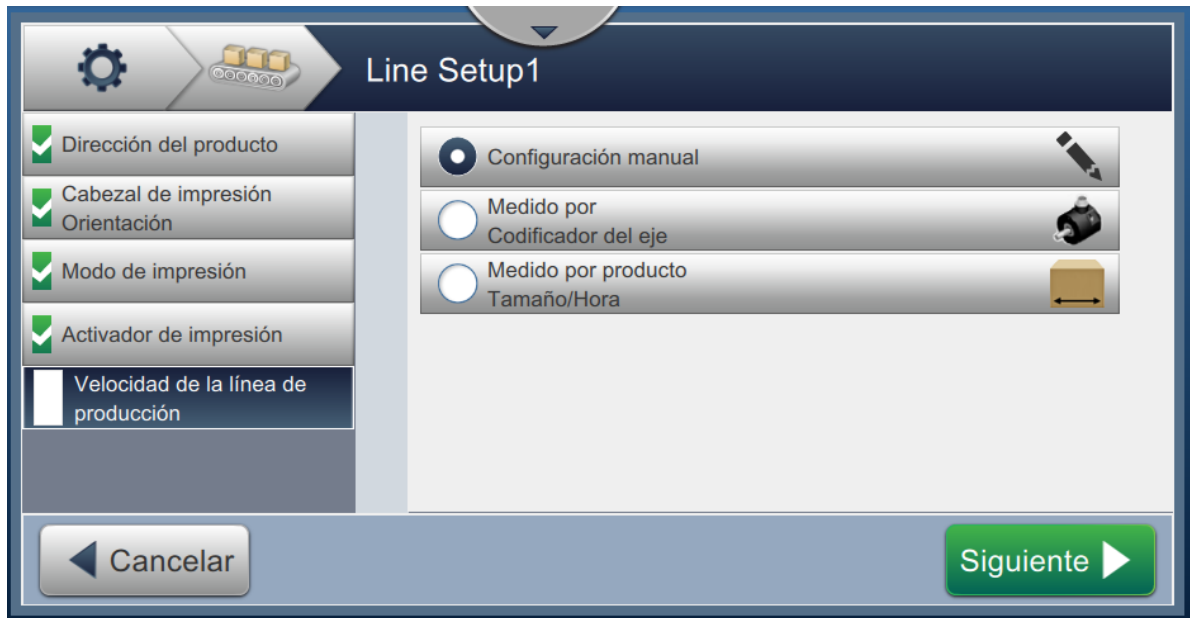 Line Setup1
Dirección del producto
Cabezal de impresión
Orientación
Modo de impresión
Activador de impresión
Velocidad de la línea de
producción
Configuración manual
Medido por
Codificador del eje
Medido por producto
Tamaño/Hora
Cancelar
Siguiente